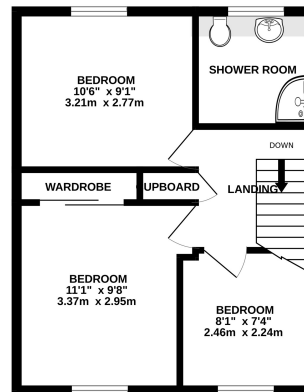 BEDROOM
10'6" x 9'1"
3.21m x 2.77m
SHOWER ROOM
DOWN
WARDROBE
CUPBOARD
LANDING
BEDROOM
11'1" x 9'8"
3.37m x 2.95m
BEDROOM
8'1" x 7'4"
2.46m x 2.24m